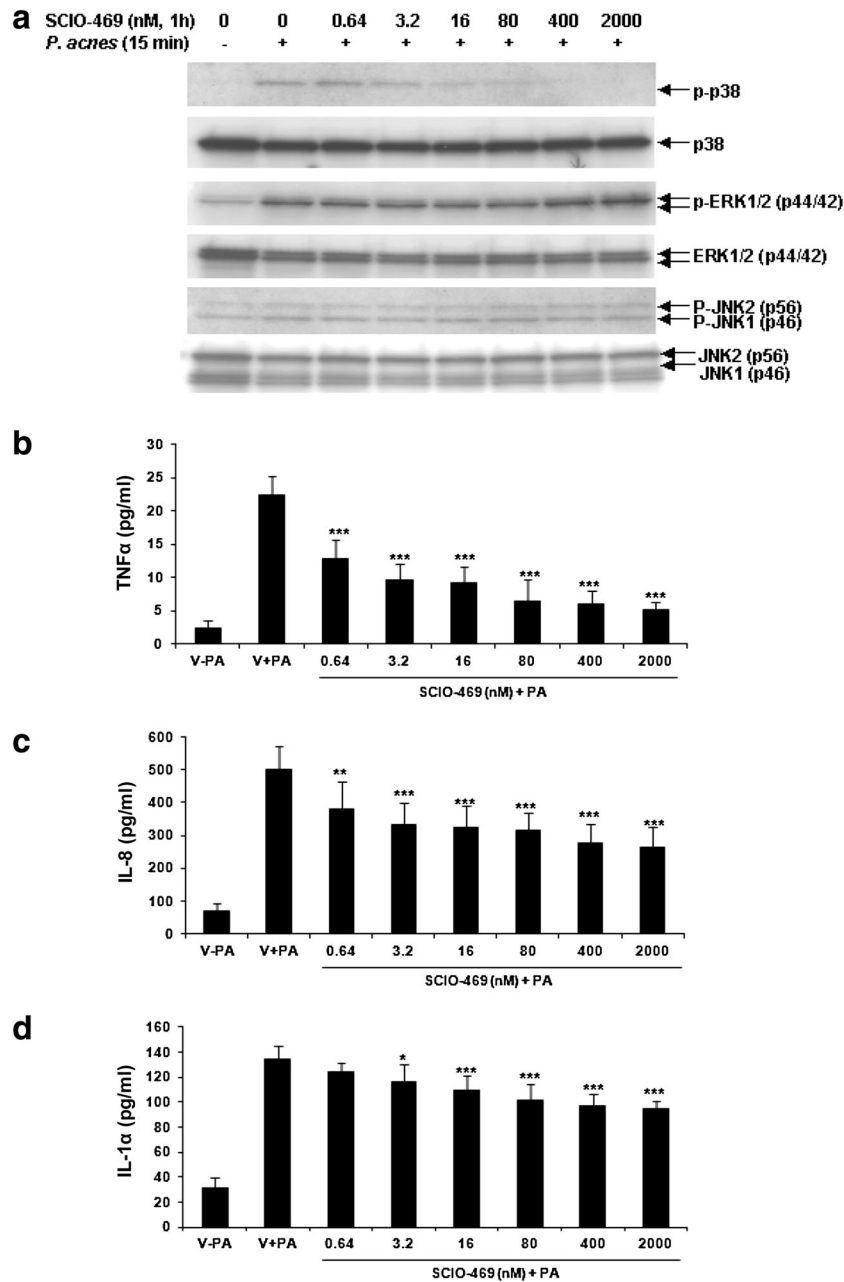 a
SCIO-469 (nM, 1h) 0 0 0.64 3.2 16 80 400 2000
P. acnes (15 min) - + + + + + + +
p-p38
p38
p-ERK1/2 (p44/42)
ERK1/2 (p44/42)
P-JNK2 (p56)
P-JNK1 (p46)
JNK2 (p56)
JNK1 (p46)
b
TNFα (pg/ml)
30
25
20
15
10
5
0
*** *** *** *** *** ***
V-PA V+PA 0.64 3.2 16 80 400 2000
SCIO-469 (nM) + PA
c
IL-8 (pg/ml)
600
500
400
300
200
100
0
** *** *** *** *** ***
V-PA V+PA 0.64 3.2 16 80 400 2000
SCIO-469 (nM) + PA
d
IL-1α (pg/ml)
160
140
120
100
80
60
40
20
0
* *** *** *** ***
V-PA V+PA 0.64 3.2 16 80 400 2000
SCIO-469 (nM) + PA